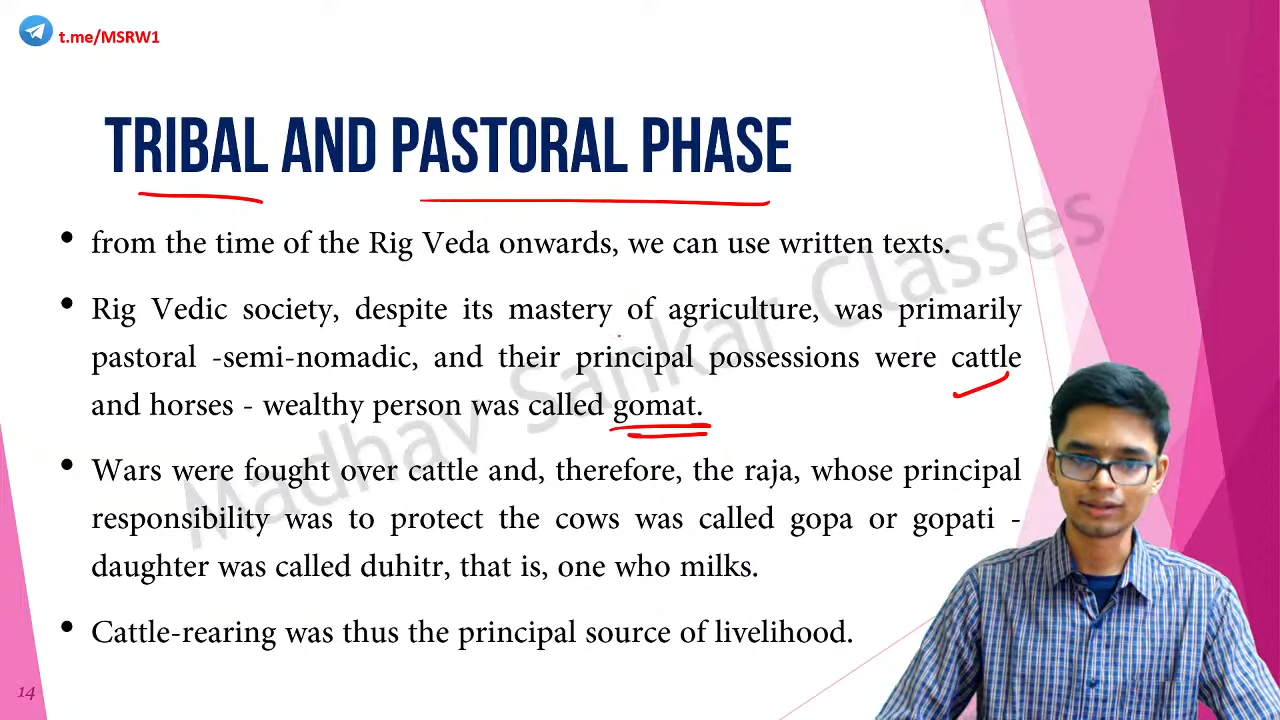 t.me/MSRW1
TRIBAL AND PASTORAL PHASE
• from the time of the Rig Veda onwards, we can use written texts.
• Rig Vedic society, despite its mastery of agriculture, was primarily
pastoral -semi-nomadic, and their principal possessions were cattle
and horses - wealthy person was called gomat.
• Wars were fought over cattle and, therefore, the raja, whose principal
responsibility was to protect the cows was called gopa or gopati -
daughter was called duhitr, that is, one who milks.
• Cattle-rearing was thus the principal source of livelihood.
Madhav Sankar Classes
14